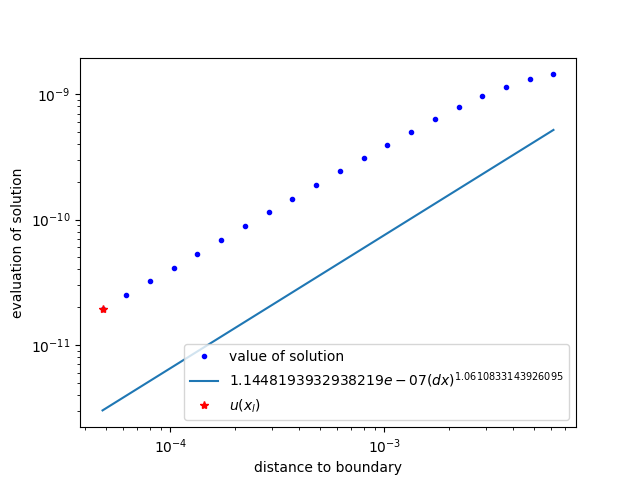 10⁻⁹
10⁻¹⁰
10⁻¹¹
evaluation of solution
value of solution
1.1448193932938219e − 07(dx)^1.0610833143926095
u(x_l)
10⁻⁴
10⁻³
distance to boundary